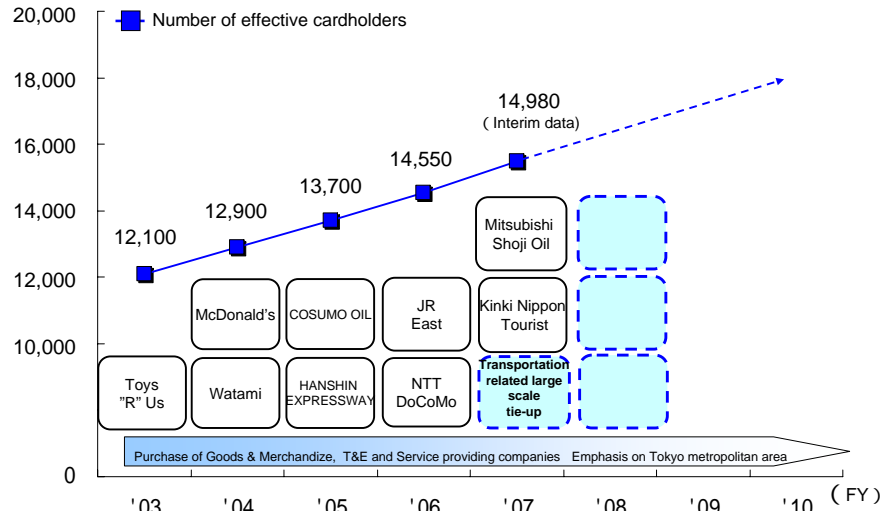 20,000
Number of effective cardholders
18,000
14,980
( Interim data)
16,000
14,550
13,700
14,000
12,900
12,100
Mitsubishi
Shoji Oil
12,000
McDonald's
COSUMO OIL
JR
East
Kinki Nippon
Tourist
10,000
Toys
"R" Us
Watami
HANSHIN
EXPRESSWAY
NTT
DoCoMo
Transportation
related large
scale
tie-up
Purchase of Goods & Merchandize, T&E and Service providing companies Emphasis on Tokyo metropolitan area
0
'03 '04 '05 '06 '07 '08 '09 '10 ( FY )